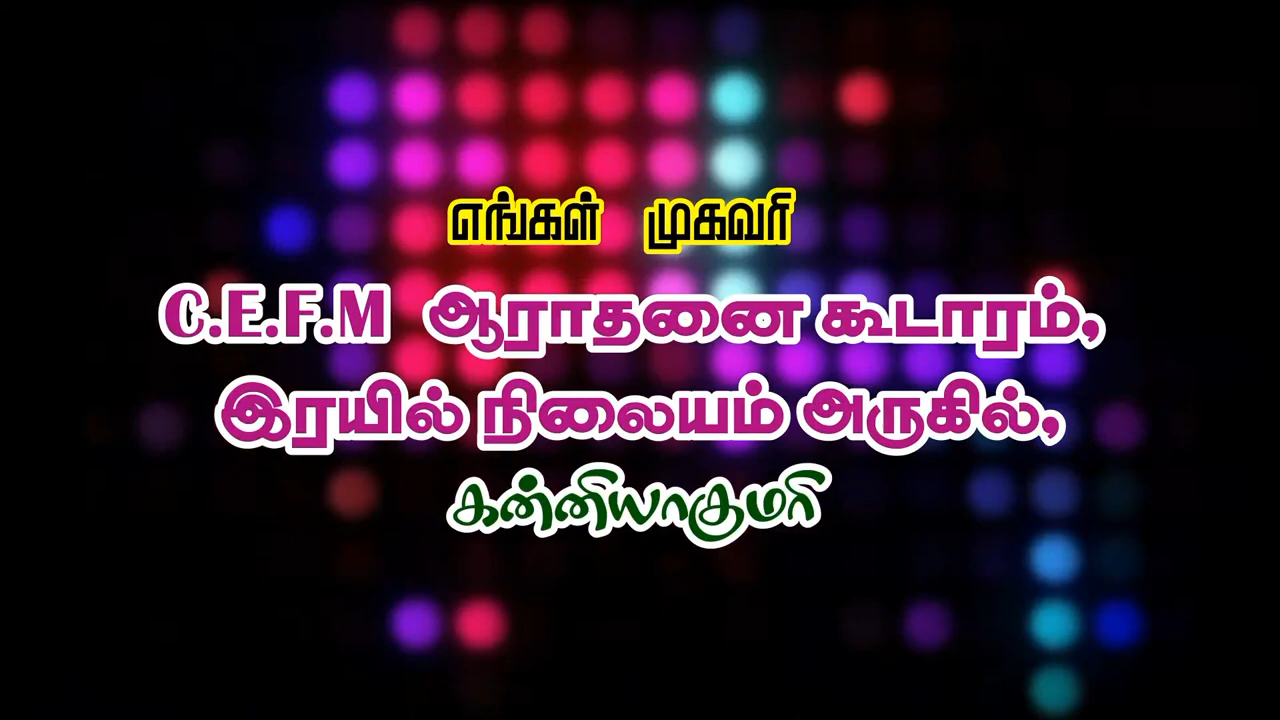 எங்கள் முகவரி
C.E.F.M ஆராதனை கூடாரம்,
இரயில் நிலையம் அருகில்,
கன்னியாகுமரி